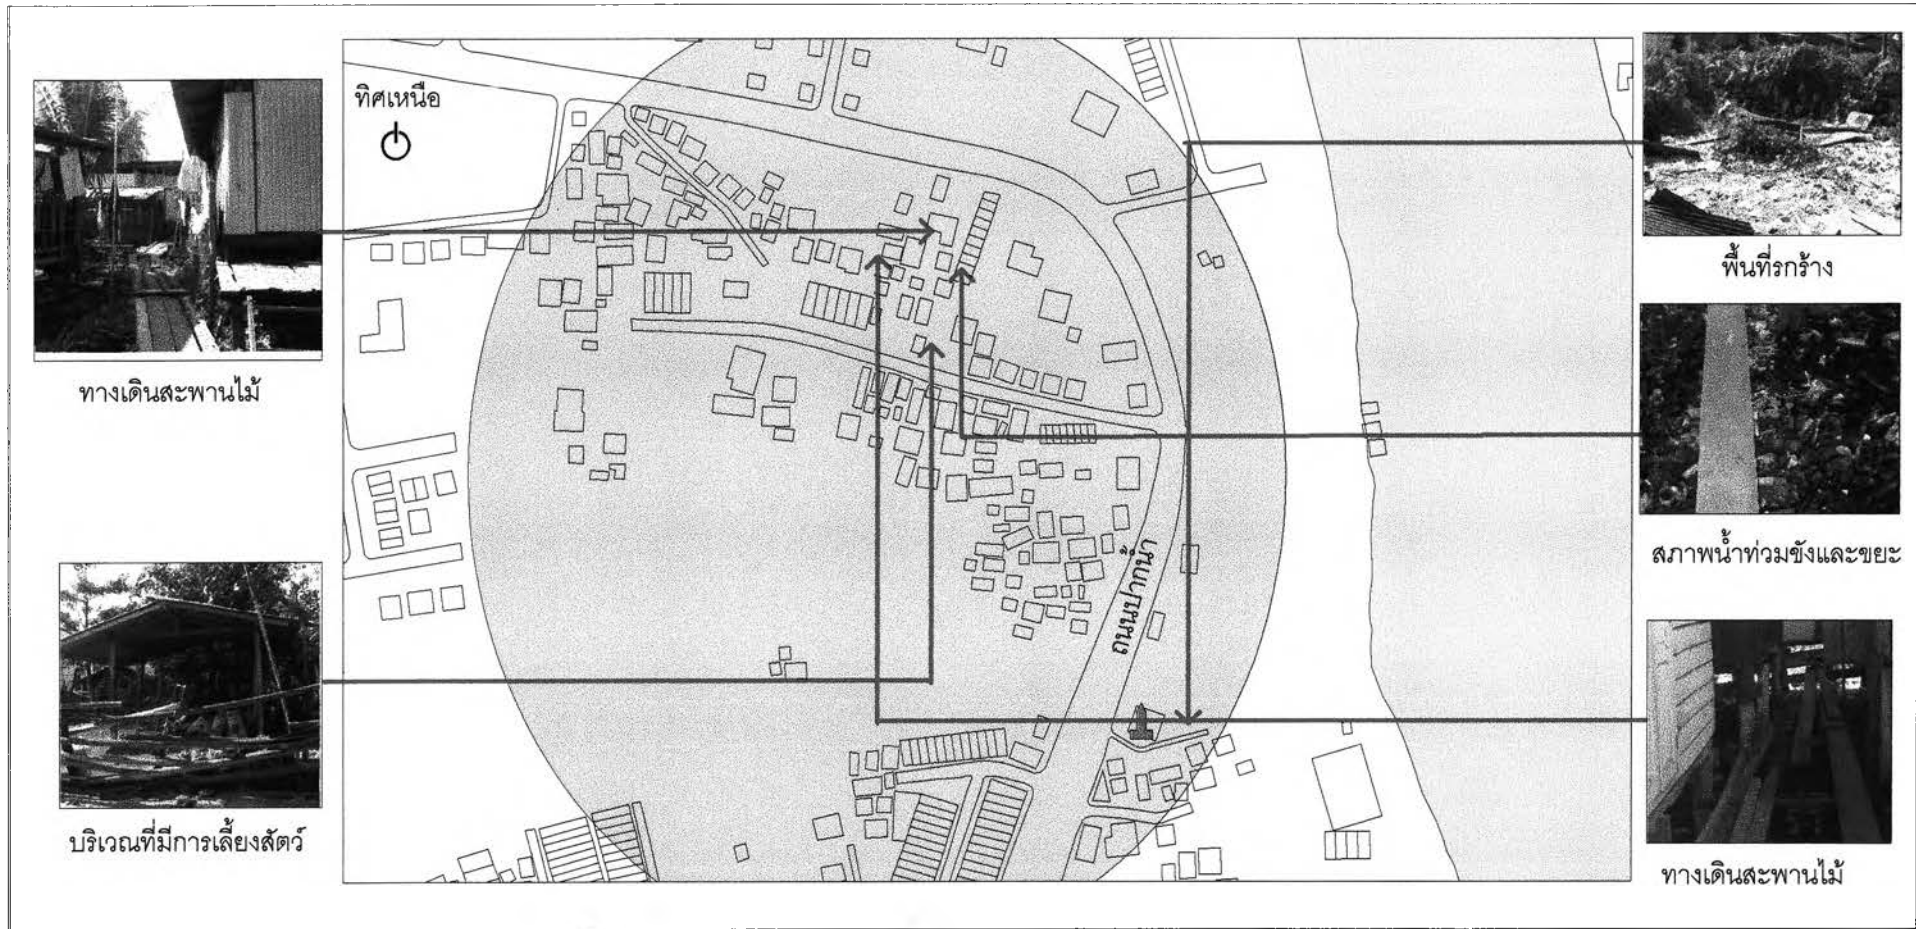 ทิศเหนือ
ทางเดินสะพานไม้
บริเวณที่มีการเลี้ยงสัตว์
ถนนปากน้ำ
พื้นที่รกร้าง
สภาพน้ำท่วมขังและขยะ
ทางเดินสะพานไม้